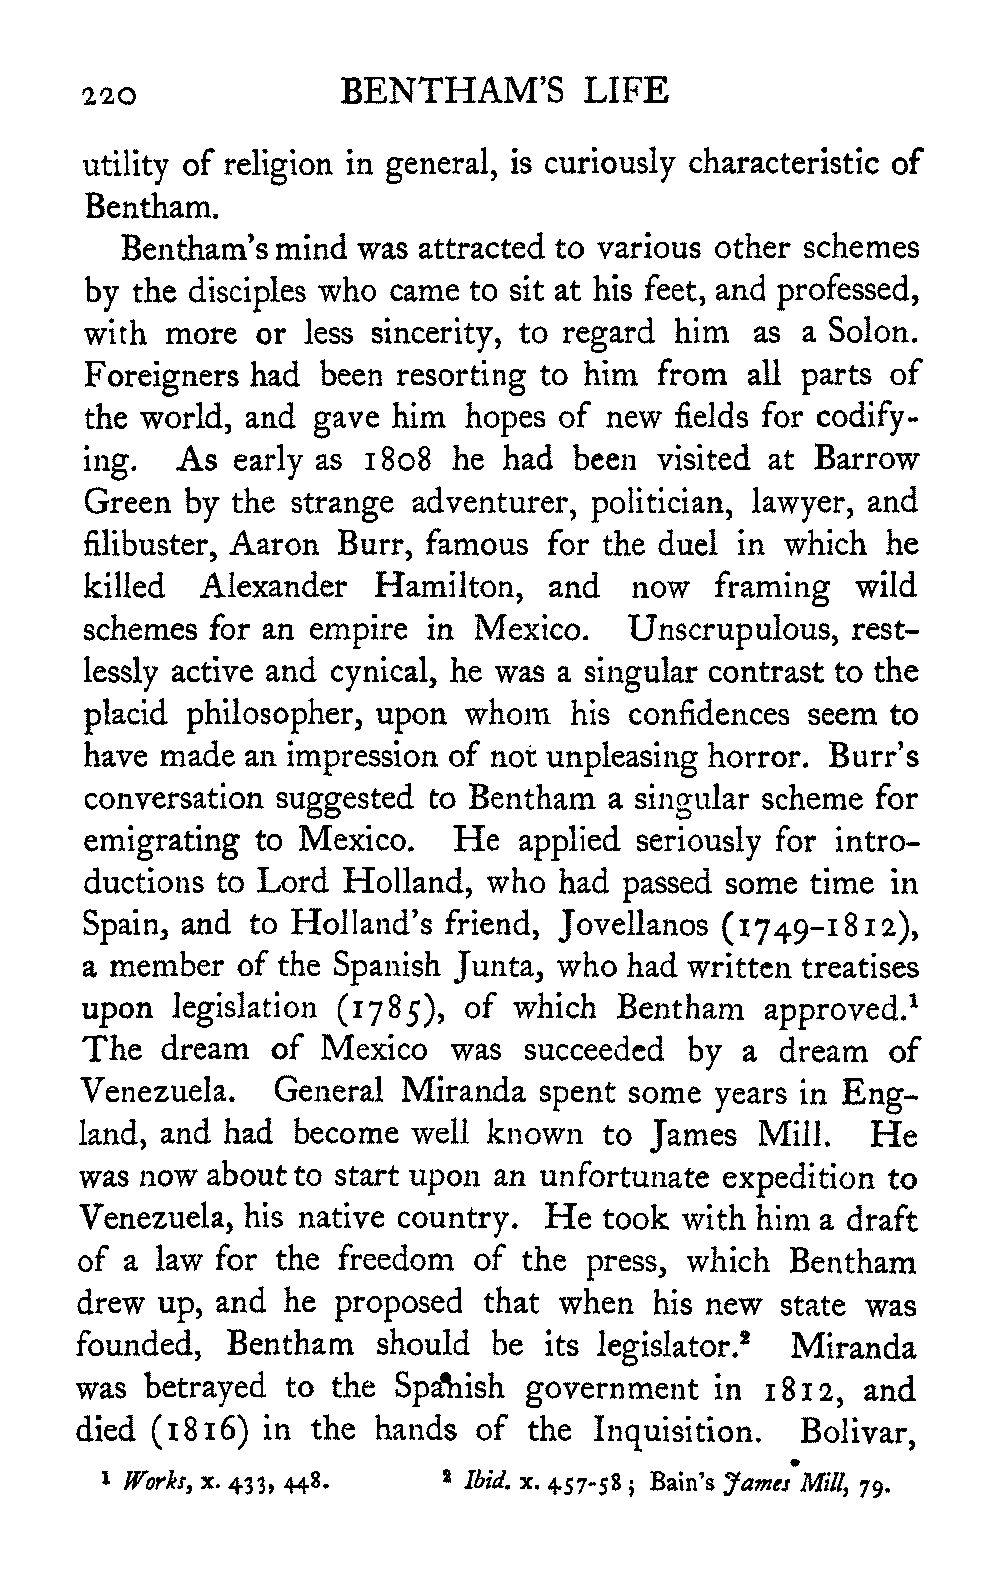 220 BENTHAM'S LIFE
utility of religion in general, is curiously characteristic of
Bentham.
Bentham's mind was attracted to various other schemes
by the disciples who came to sit at his feet, and professed,
with more or less sincerity, to regard him as a Solon.
Foreigners had been resorting to him from all parts of
the world, and gave him hopes of new fields for codify-
ing. As early as 1808 he had been visited at Barrow
Green by the strange adventurer, politician, lawyer, and
filibuster, Aaron Burr, famous for the duel in which he
killed Alexander Hamilton, and now framing wild
schemes for an empire in Mexico. Unscrupulous, rest-
lessly active and cynical, he was a singular contrast to the
placid philosopher, upon whom his confidences seem to
have made an impression of not unpleasing horror. Burr's
conversation suggested to Bentham a singular scheme for
emigrating to Mexico. He applied seriously for intro-
ductions to Lord Holland, who had passed some time in
Spain, and to Holland's friend, Jovellanos (1749-1812),
a member of the Spanish Junta, who had written treatises
upon legislation (1785), of which Bentham approved.¹
The dream of Mexico was succeeded by a dream of
Venezuela. General Miranda spent some years in Eng-
land, and had become well known to James Mill. He
was now about to start upon an unfortunate expedition to
Venezuela, his native country. He took with him a draft
of a law for the freedom of the press, which Bentham
drew up, and he proposed that when his new state was
founded, Bentham should be its legislator.² Miranda
was betrayed to the Spanish government in 1812, and
died (1816) in the hands of the Inquisition. Bolivar,
¹ Works, x. 433, 448. ² Ibid. x. 457-58; Bain's James Mill, 79.